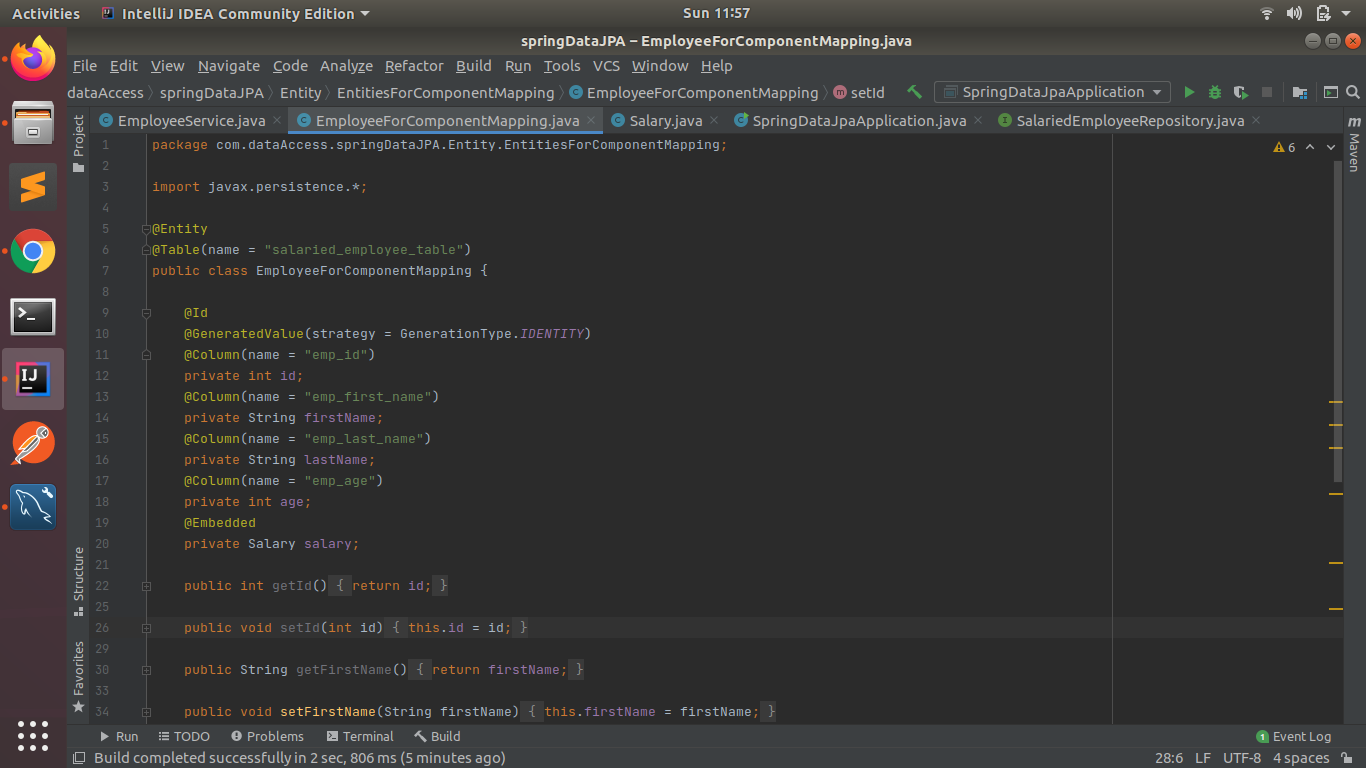 Activities IntelliJ IDEA Community Edition Sun 11:57
springDataJPA – EmployeeForComponentMapping.java
File Edit View Navigate Code Analyze Refactor Build Run Tools VCS Window Help
dataAccess springDataJPA Entity EntitiesForComponentMapping EmployeeForComponentMapping setId SpringDataJpaApplication
EmployeeService.java EmployeeForComponentMapping.java Salary.java SpringDataJpaApplication.java SalariedEmployeeRepository.java
Project
Structure
Favorites
Maven
6
1 package com.dataAccess.springDataJPA.Entity.EntitiesForComponentMapping;
2
3 import javax.persistence.*;
4
5 @Entity
6 @Table(name = "salaried_employee_table")
7 public class EmployeeForComponentMapping {
8
9 @Id
10 @GeneratedValue(strategy = GenerationType.IDENTITY)
11 @Column(name = "emp_id")
12 private int id;
13 @Column(name = "emp_first_name")
14 private String firstName;
15 @Column(name = "emp_last_name")
16 private String lastName;
17 @Column(name = "emp_age")
18 private int age;
19 @Embedded
20 private Salary salary;
21
22 public int getId() { return id; }
25
26 public void setId(int id) { this.id = id; }
29
30 public String getFirstName() { return firstName; }
33
34 public void setFirstName(String firstName) { this.firstName = firstName; }
Run TODO Problems Terminal Build 1 Event Log
Build completed successfully in 2 sec, 806 ms (5 minutes ago) 28:6 LF UTF-8 4 spaces